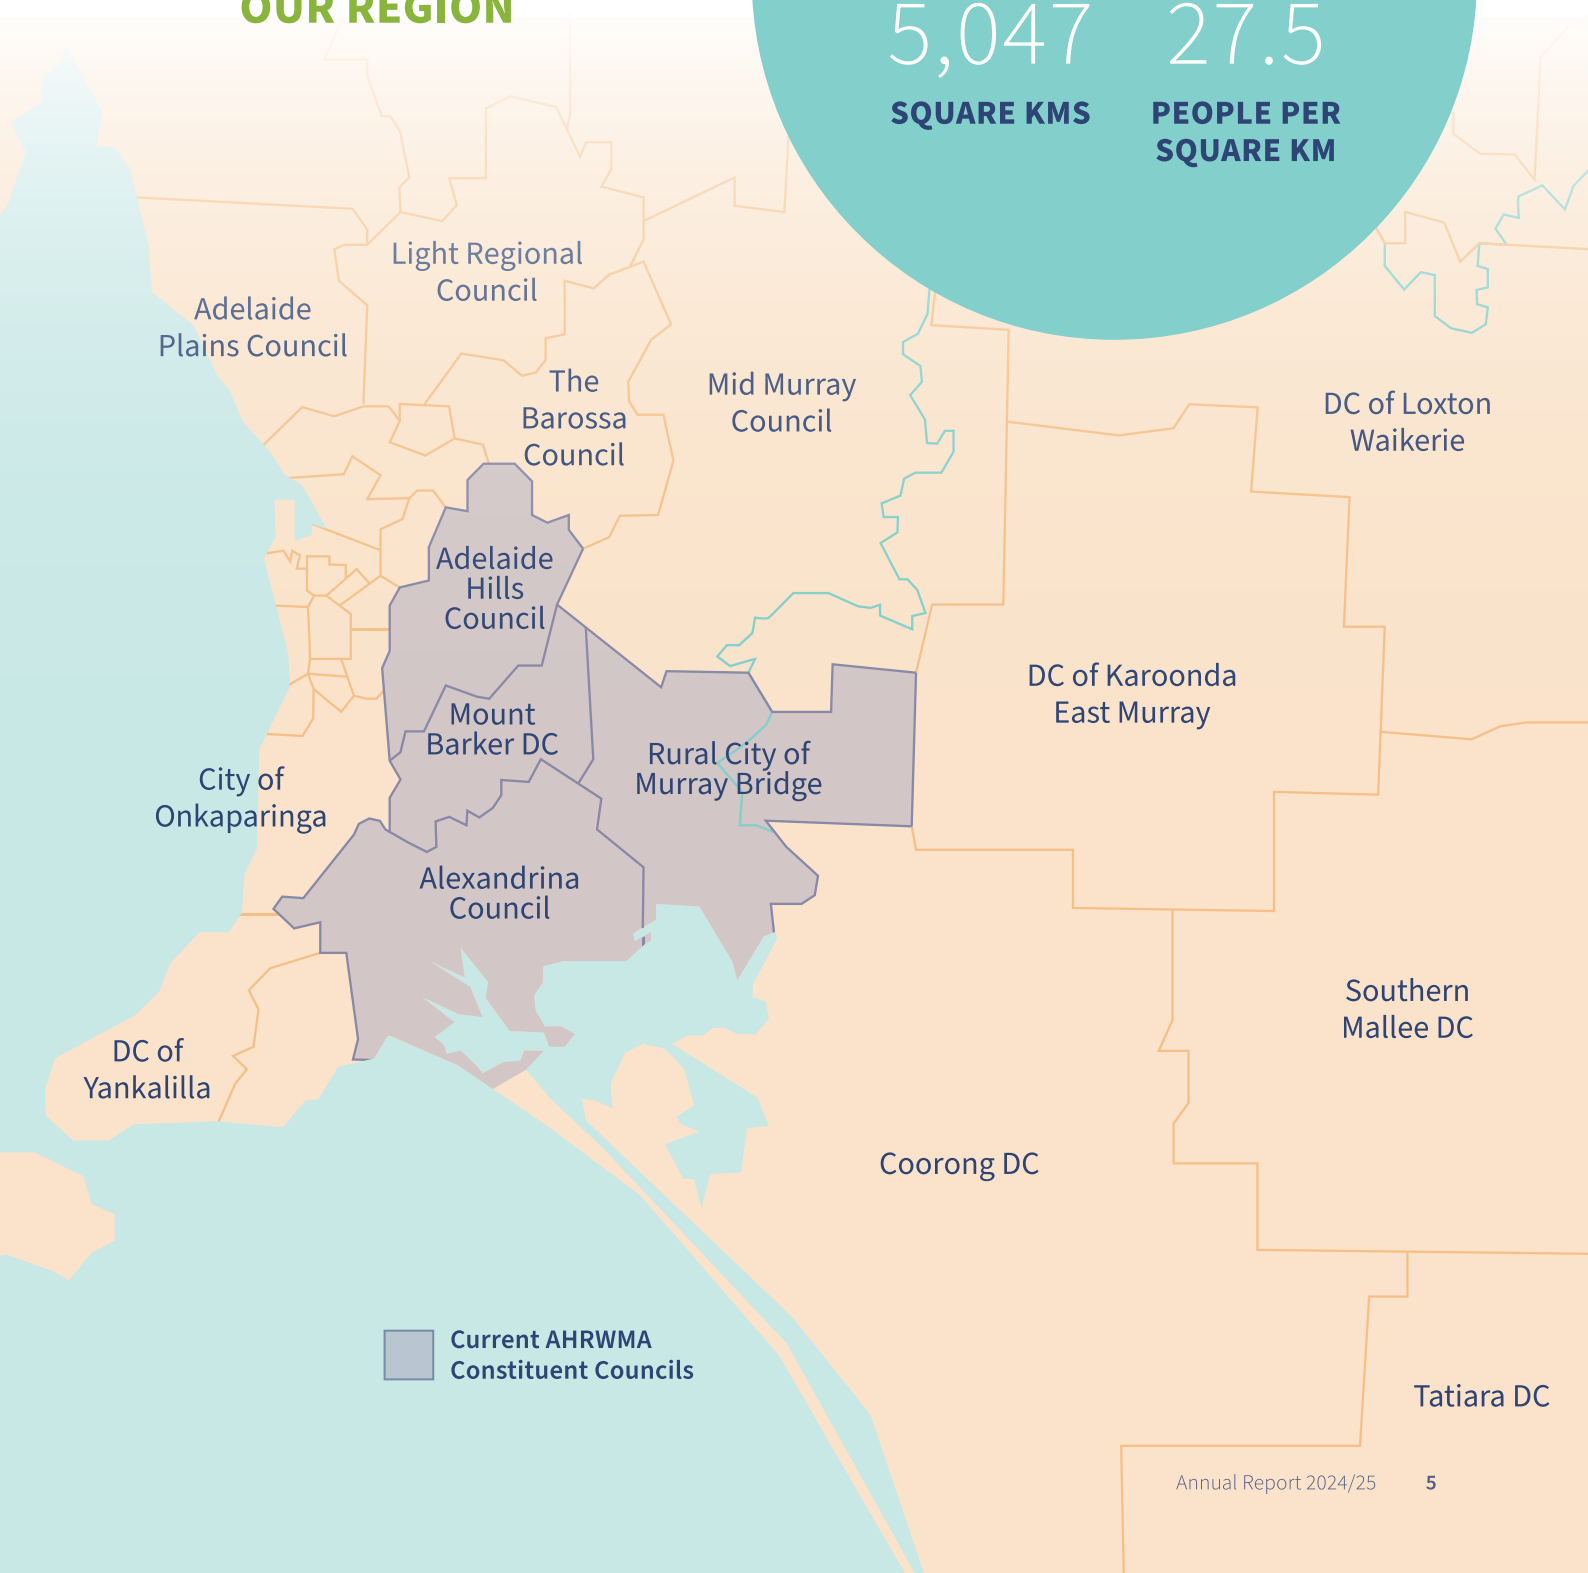 OUR REGION
5,047
27.5
SQUARE KMS
PEOPLE PER
SQUARE KM
Light Regional
Council
Adelaide
Plains Council
The
Barossa
Council
Mid Murray
Council
DC of Loxton
Waikerie
Adelaide
Hills
Council
DC of Karoonda
East Murray
Mount
Barker DC
Rural City of
Murray Bridge
City of
Onkaparinga
Alexandrina
Council
Southern
Mallee DC
DC of
Yankalilla
Coorong DC
Current AHRWMA
Constituent Councils
Tatiara DC
Annual Report 2024/25 5